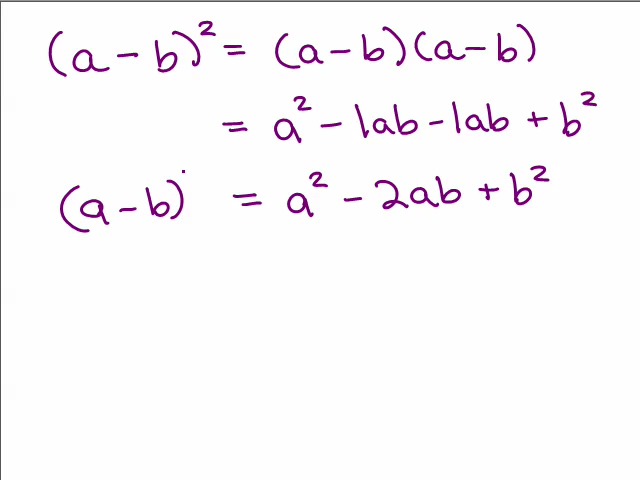 (a - b)² = (a - b)(a - b)
= a² - 1ab - 1ab + b²
(a - b) = a² - 2ab + b²